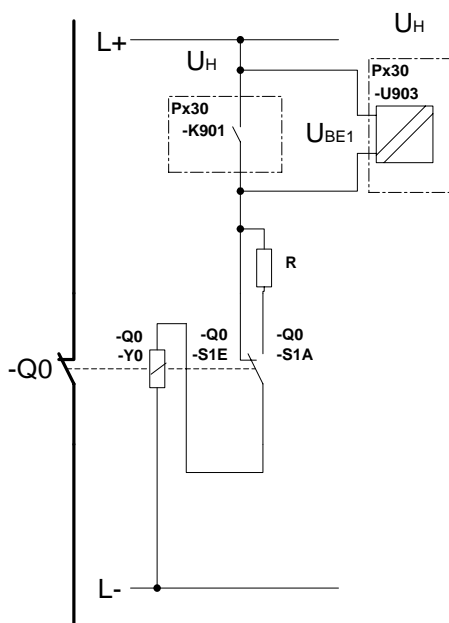 L+
UH
UH
Px30
-U903
Px30
-K901
UBE1
R
-Q0
-Y0
-Q0
-S1E
-Q0
-S1A
-Q0
L-